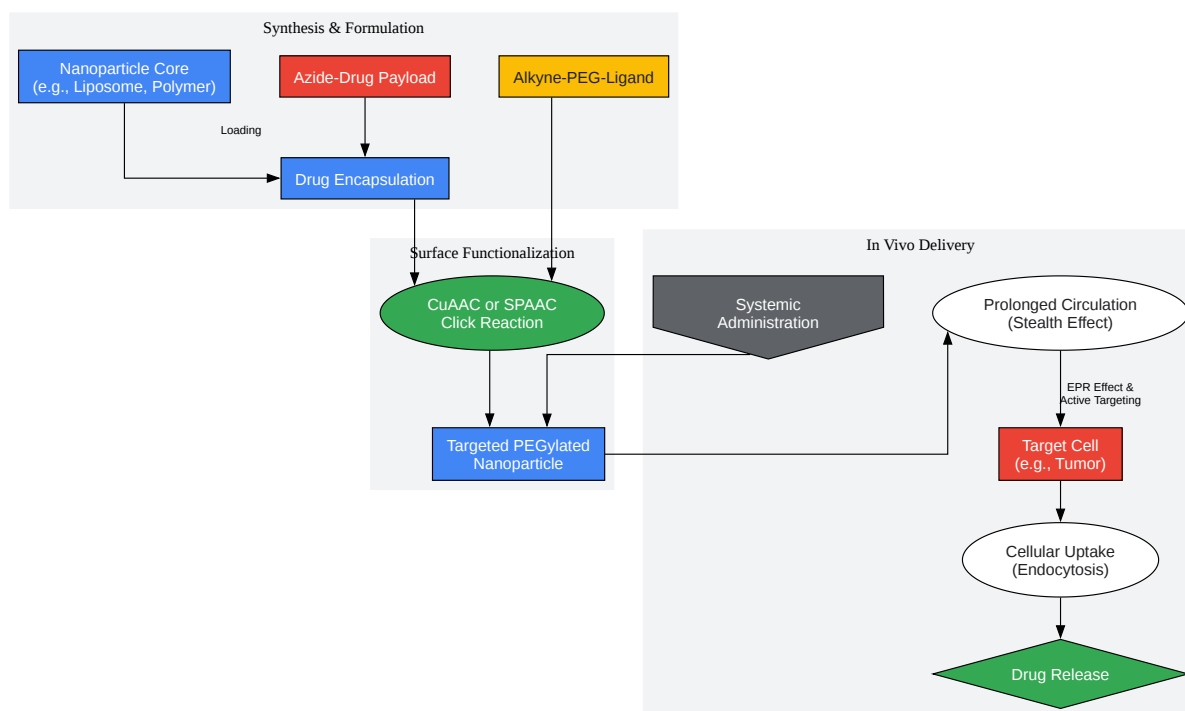 Synthesis & Formulation
Nanoparticle Core
(e.g., Liposome, Polymer)
Azide-Drug Payload
Alkyne-PEG-Ligand
Loading
Drug Encapsulation
Surface Functionalization
In Vivo Delivery
CuAAC or SPAAC
Click Reaction
Systemic
Administration
Prolonged Circulation
(Stealth Effect)
EPR Effect &
Active Targeting
Targeted PEGylated
Nanoparticle
Target Cell
(e.g., Tumor)
Cellular Uptake
(Endocytosis)
Drug Release